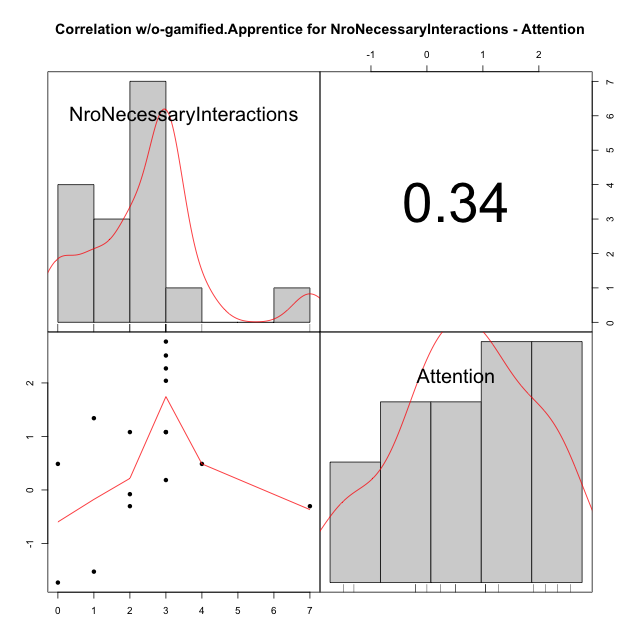 Correlation w/o-gamified.Apprentice for NroNecessaryInteractions - Attention
-1 0 1 2
NroNecessaryInteractions
0.34
7
6
5
4
3
2
1
0
Attention
2
1
0
-1
0 1 2 3 4 5 6 7